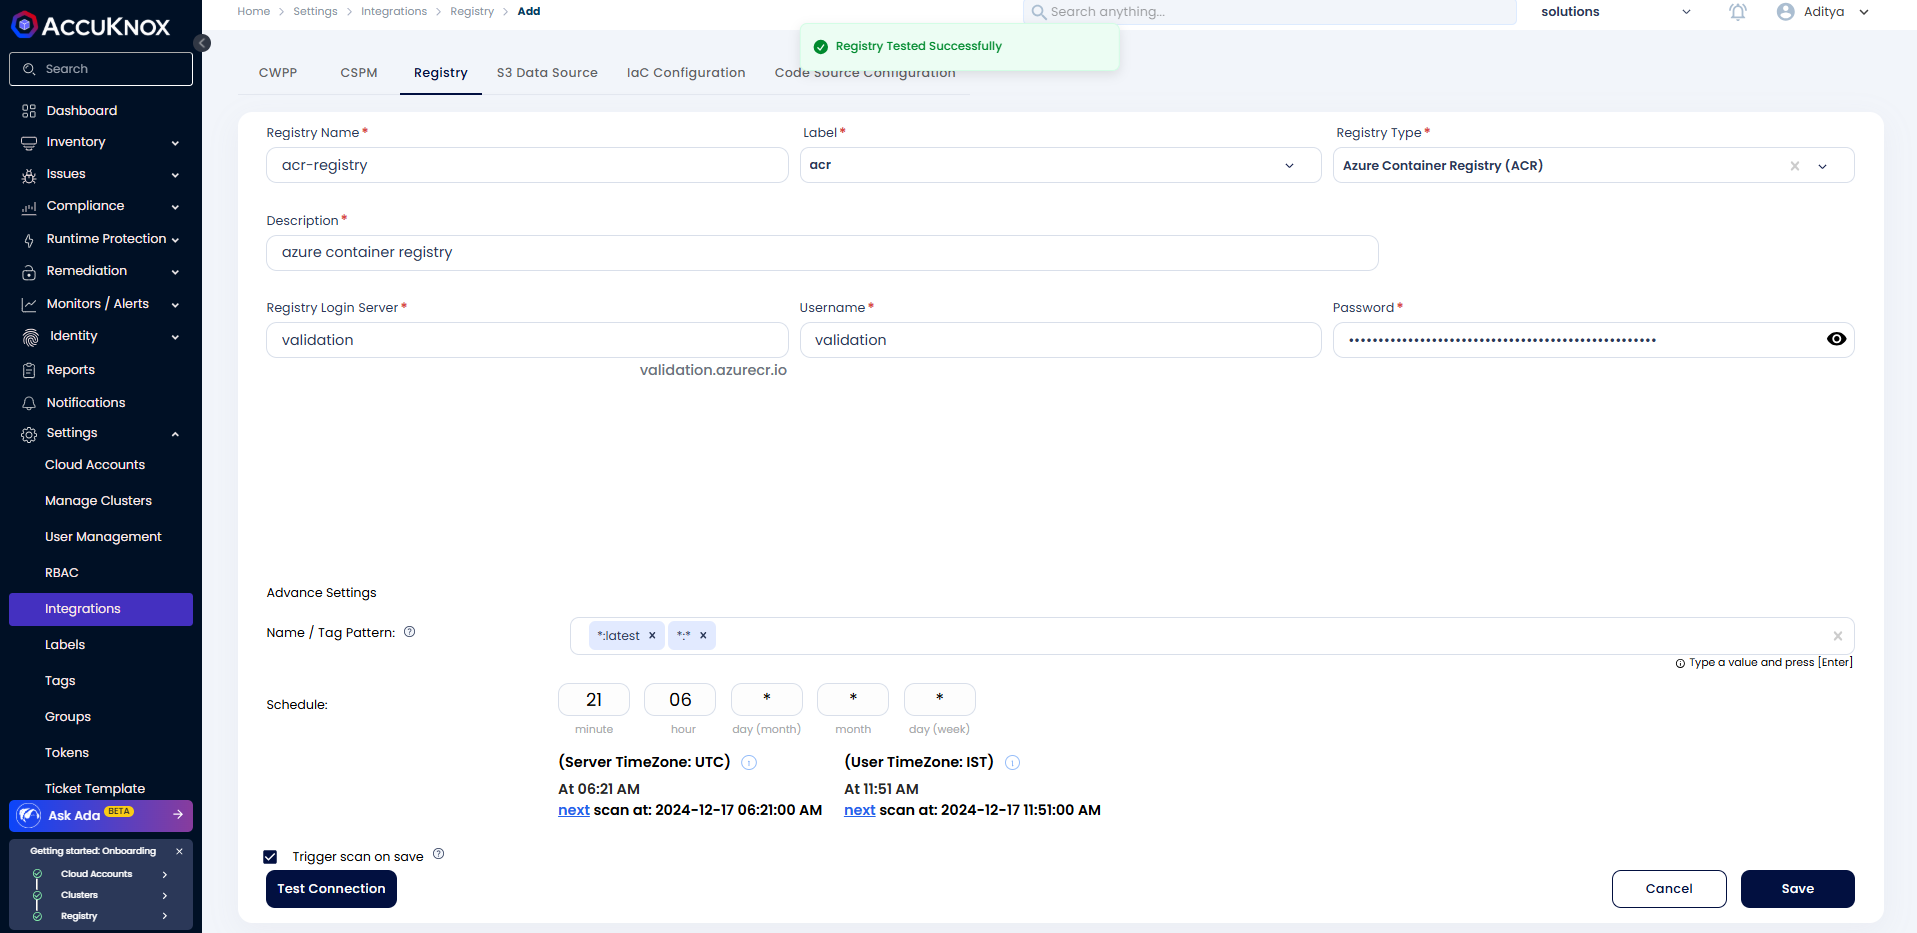 ACCUKNOX
Search
Dashboard
Inventory
Issues
Compliance
Runtime Protection
Remediation
Monitors / Alerts
Identity
Reports
Notifications
Settings
Cloud Accounts
Manage Clusters
User Management
RBAC
Integrations
Labels
Tags
Groups
Tokens
Ticket Template
Ask Ada BETA
Getting started: Onboarding
Cloud Accounts
Clusters
Registry
Home > Settings > Integrations > Registry > Add
Search anything...
solutions
Aditya
Registry Tested Successfully
CWPP CSPM Registry S3 Data Source IaC Configuration Code Source Configuration
Registry Name *
acr-registry
Label *
acr
Registry Type *
Azure Container Registry (ACR)
Description *
azure container registry
Registry Login Server *
validation
validation.azurecr.io
Username *
validation
Password *
Advance Settings
Name / Tag Pattern:
*:latest x *:* x
Type a value and press [Enter]
Schedule:
21 06 * * *
minute hour day (month) month day (week)
(Server TimeZone: UTC)
At 06:21 AM
next scan at: 2024-12-17 06:21:00 AM
(User TimeZone: IST)
At 11:51 AM
next scan at: 2024-12-17 11:51:00 AM
Trigger scan on save
Test Connection
Cancel
Save